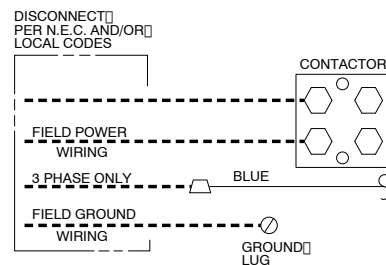 DISCONNECT▯
PER N.E.C. AND/OR▯
LOCAL CODES
CONTACTOR
FIELD POWER
WIRING
3 PHASE ONLY
BLUE
FIELD GROUND
WIRING
GROUND▯
LUG